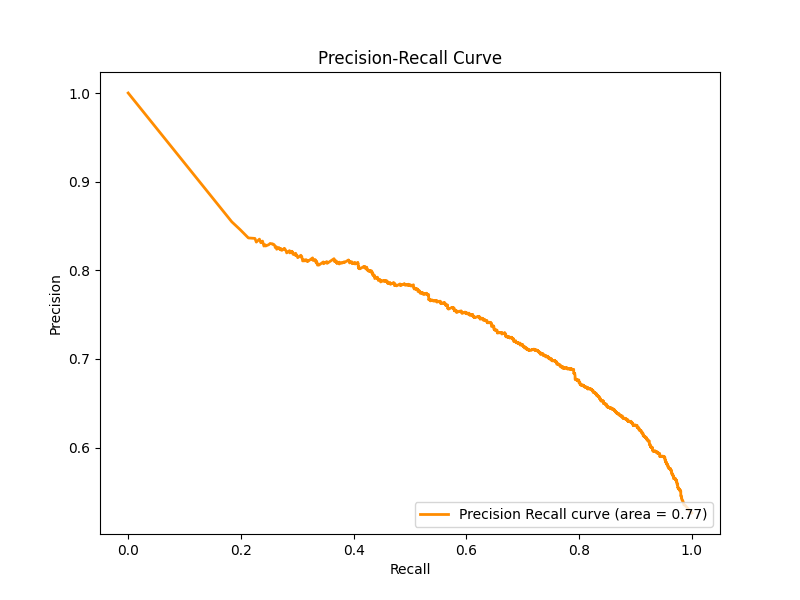 Precision-Recall Curve
1.0
0.9
0.8
0.7
0.6
Precision
0.0 0.2 0.4 0.6 0.8 1.0
Recall
Precision Recall curve (area = 0.77)